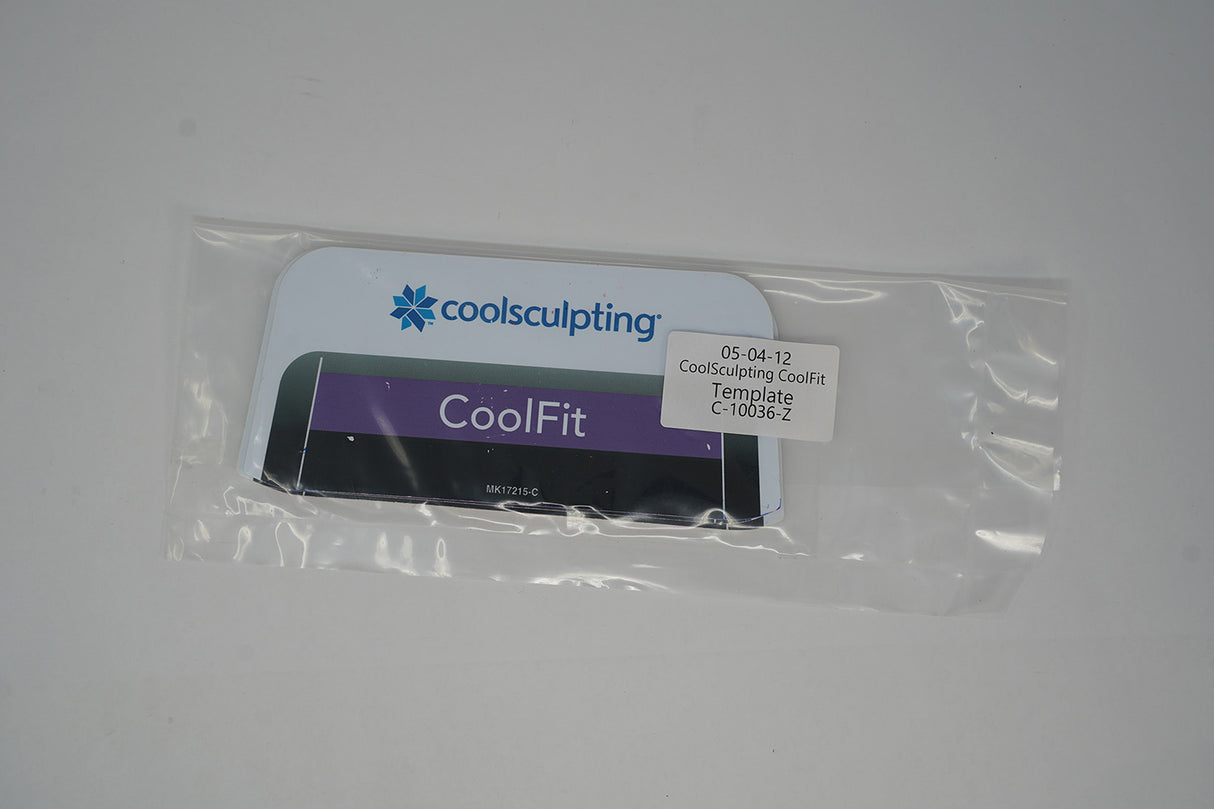 coolsculpting®
CoolFit
MK17215-C
05-04-12
CoolSculpting CoolFit
Template
C-10036-Z